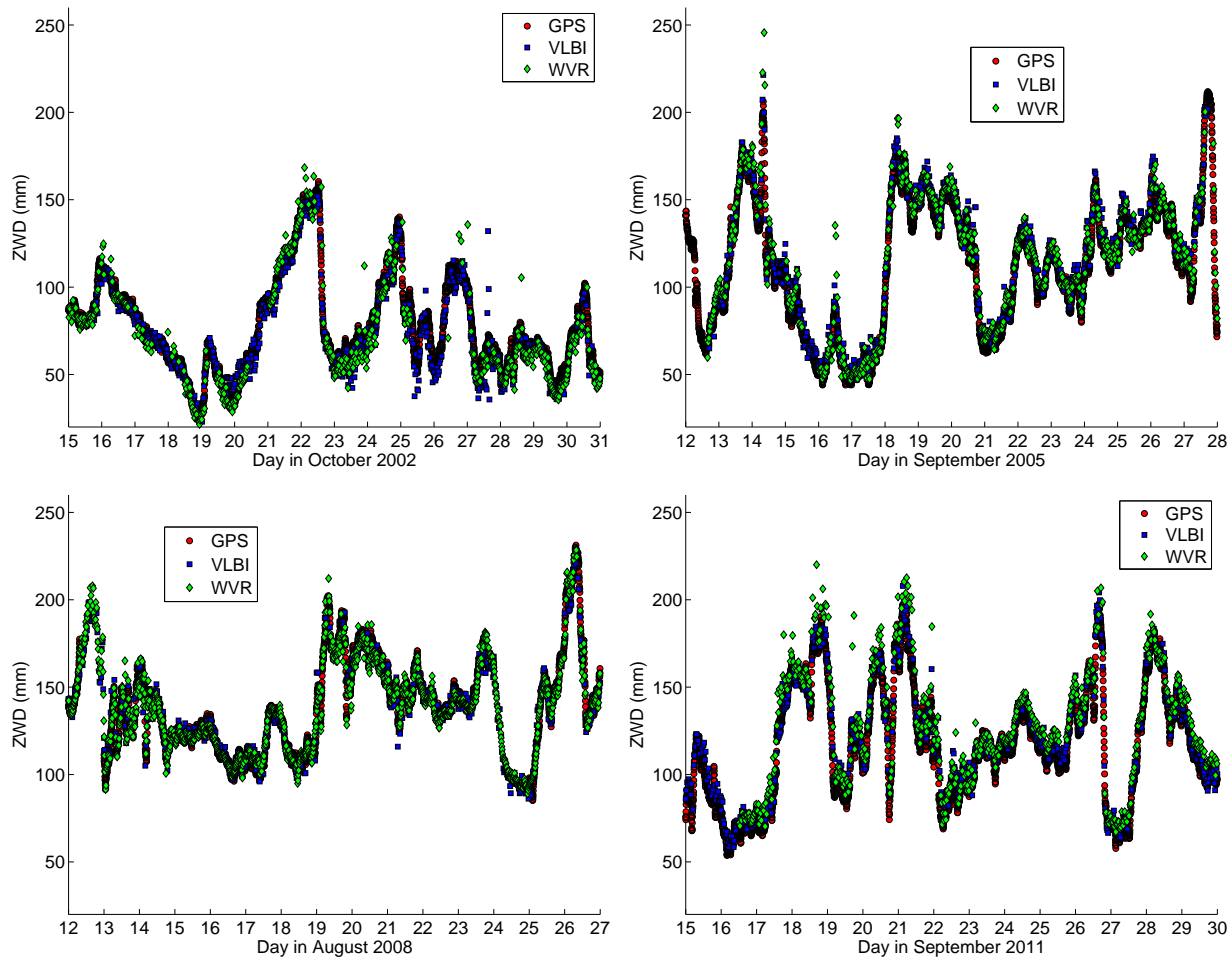 250
200
150
100
50
ZWD (mm)
GPS
VLBI
WVR
15 16 17 18 19 20 21 22 23 24 25 26 27 28 29 30 31
Day in October 2002
250
200
150
100
50
ZWD (mm)
GPS
VLBI
WVR
12 13 14 15 16 17 18 19 20 21 22 23 24 25 26 27 28
Day in September 2005
250
200
150
100
50
ZWD (mm)
GPS
VLBI
WVR
12 13 14 15 16 17 18 19 20 21 22 23 24 25 26 27
Day in August 2008
250
200
150
100
50
ZWD (mm)
GPS
VLBI
WVR
15 16 17 18 19 20 21 22 23 24 25 26 27 28 29 30
Day in September 2011